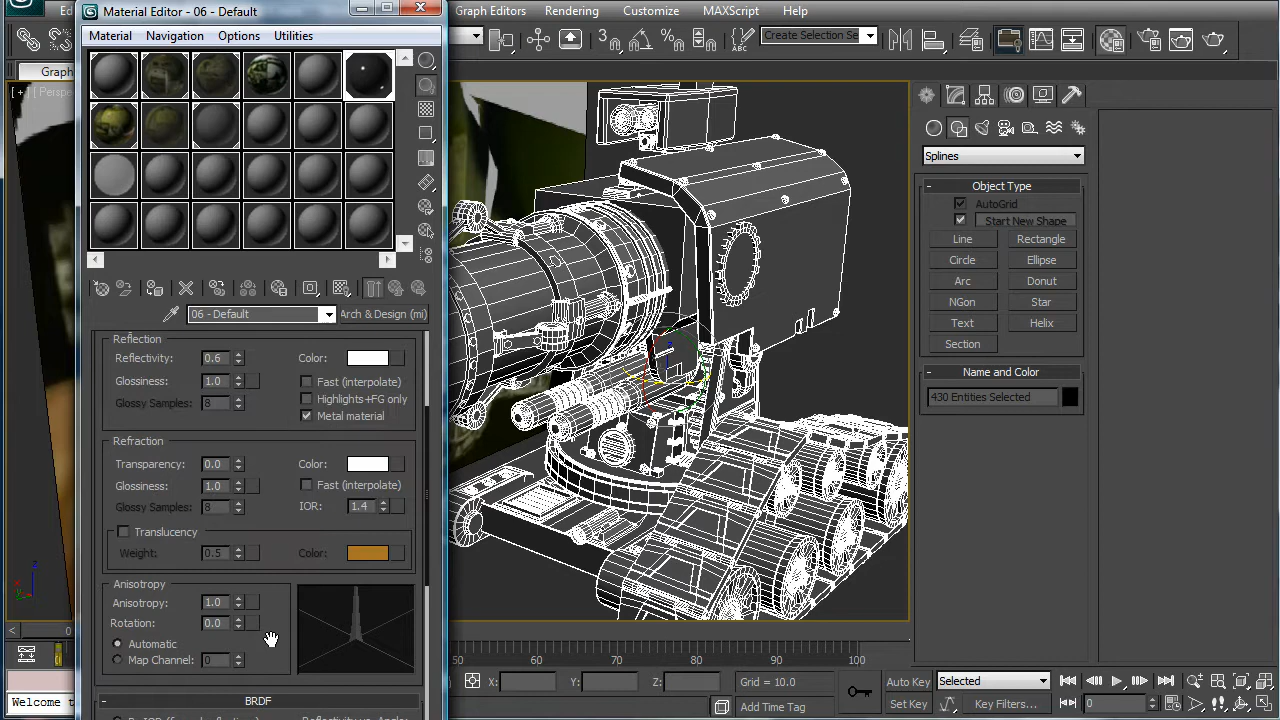 Material Editor - 06 - Default
Graph Editors Rendering Customize MAXScript Help
Material Navigation Options Utilities
Create Selection Se
Graph
[ + ] [ Persp
Splines
Object Type
AutoGrid
Start New Shape
Line Rectangle
Circle Ellipse
Arc Donut
NGon Star
Text Helix
Section
Name and Color
430 Entities Selected
06 - Default Arch & Design (mi)
Reflection
Reflectivity: 0.6 Color:
Glossiness: 1.0 Fast (interpolate)
Glossy Samples: 8 Highlights+FG only
Metal material
Refraction
Transparency: 0.0 Color:
Glossiness: 1.0 Fast (interpolate)
Glossy Samples: 8 IOR: 1.4
Translucency
Weight: 0.5 Color:
Anisotropy
Anisotropy: 1.0
Rotation: 0.0
Automatic
Map Channel: 0
BRDF
0
50 60 70 80 90 100
X: Y: Z: Grid = 10.0
Auto Key Selected
Welcome t
Add Time Tag
Set Key Key Filters... 0